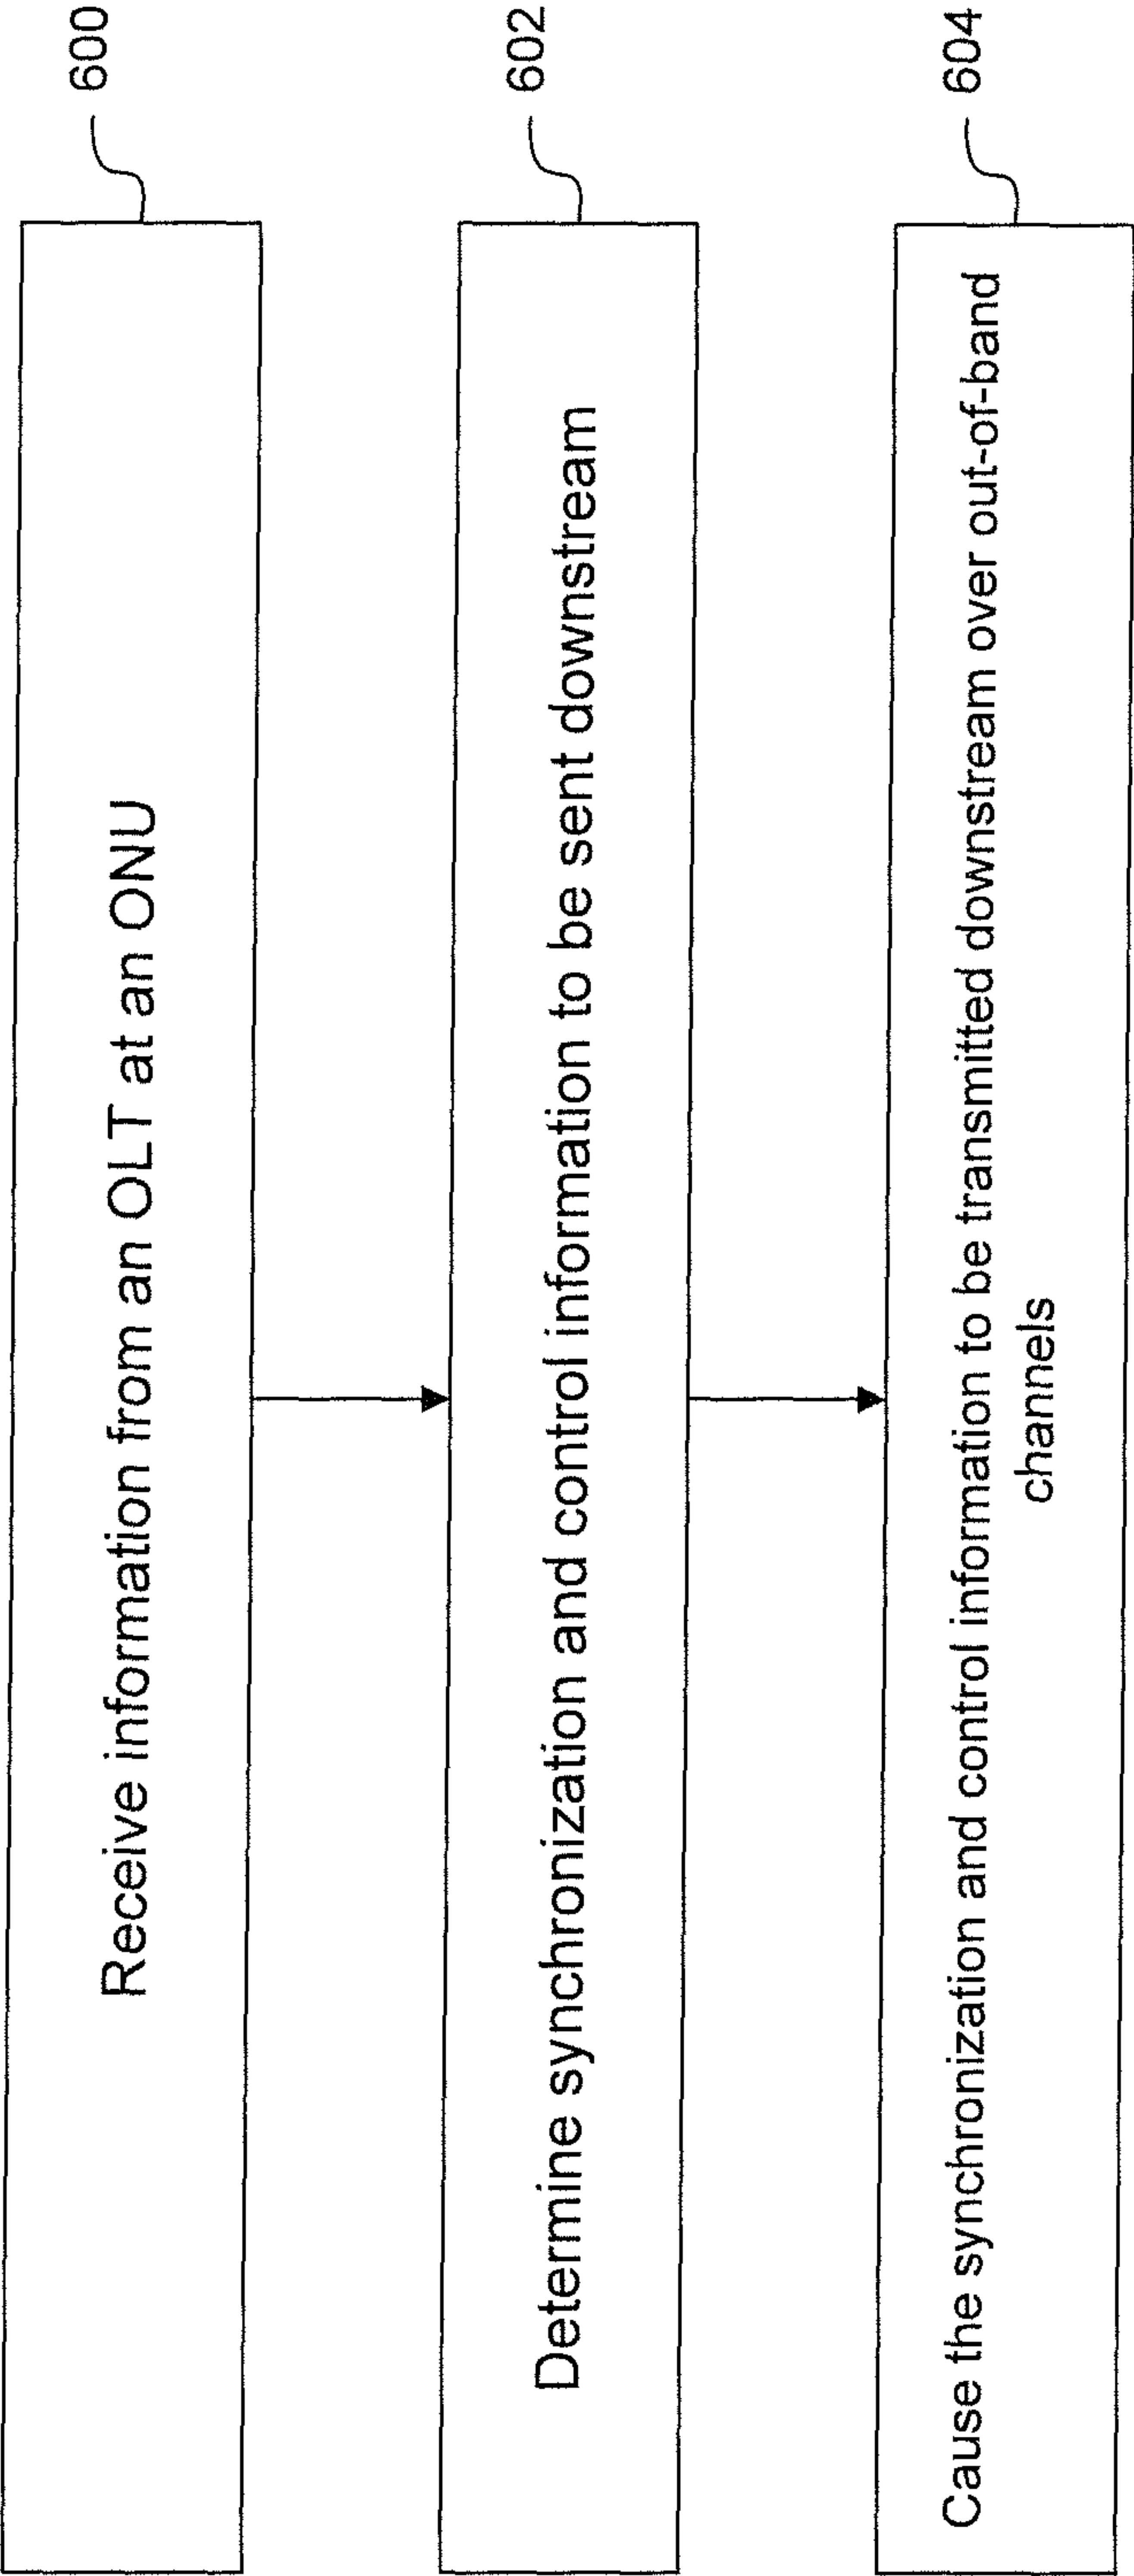 Receive information from an OLT at an ONU
600
Determine synchronization and control information to be sent downstream
602
Cause the synchronization and control information to be transmitted downstream over out-of-band
channels
604